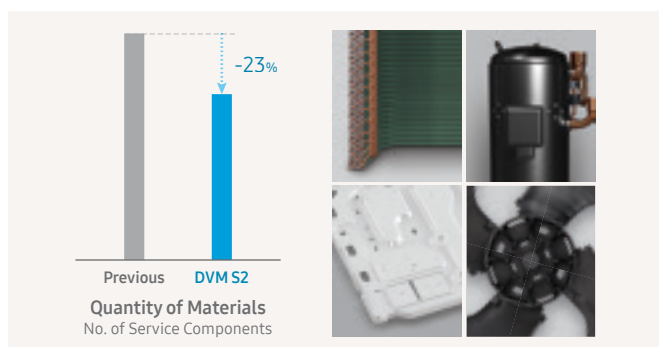 -23%
Previous
DVM S2
Quantity of Materials
No. of Service Components